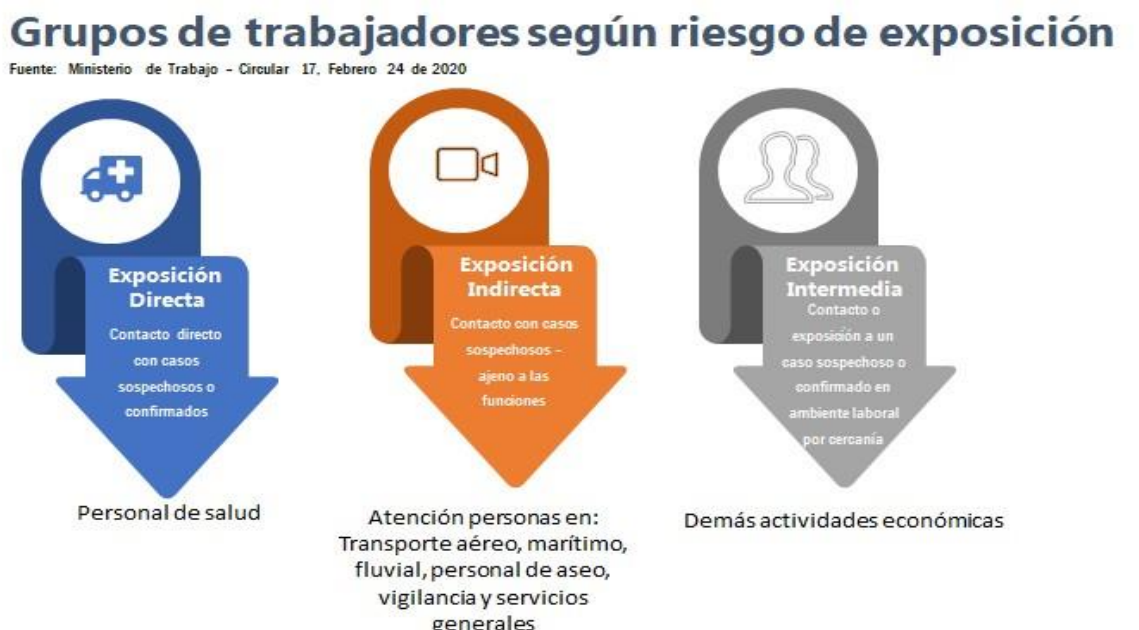 Grupos de trabajadores según riesgo de exposición
Fuente: Ministerio de Trabajo – Circular 17, Febrero 24 de 2020
Exposición
Directa
Contacto directo
con casos
sospechosos o
confirmados
Personal de salud
Exposición
Indirecta
Contacto con casos
sospechosos –
ajeno a las
funciones
Atención personas en:
Transporte aéreo, marítimo,
fluvial, personal de aseo,
vigilancia y servicios
generales
Exposición
Intermedia
Contacto o
exposición a un
caso sospechoso o
confirmado en
ambiente laboral
por cercanía
Demás actividades económicas